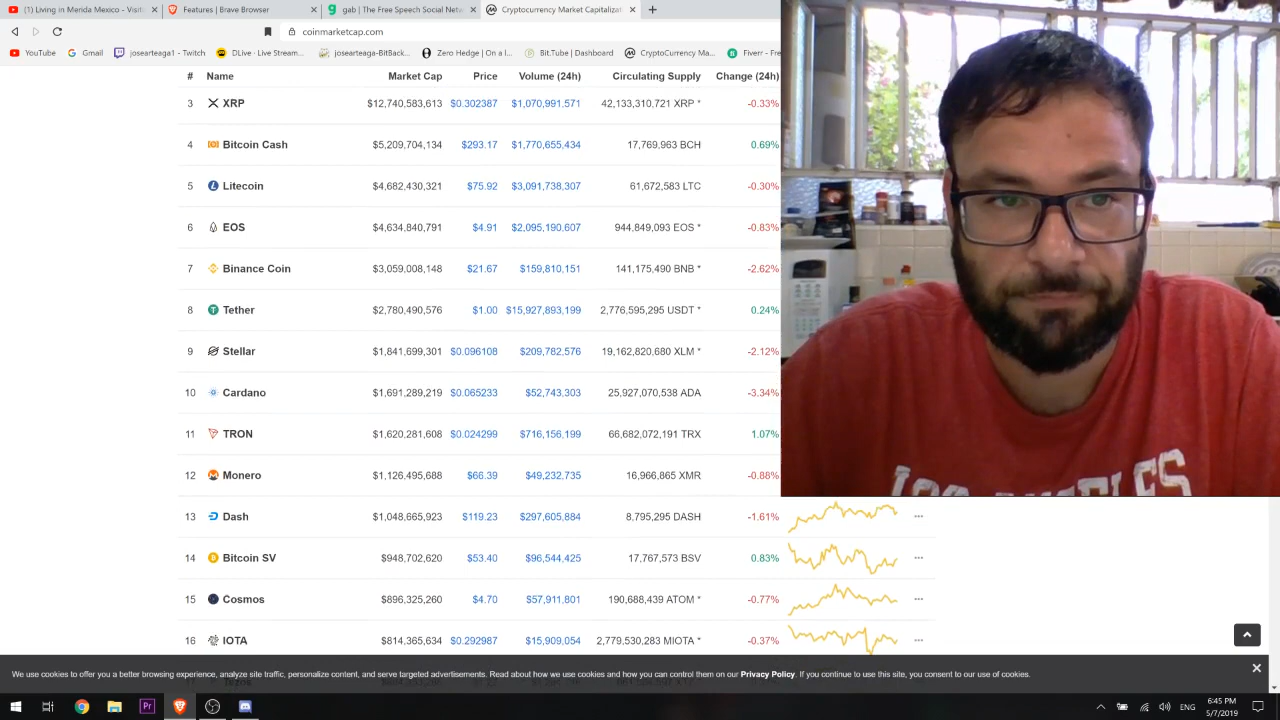 (1) Living in Merida Mexico - Visit
Features | Brave Browser
gab | The Free Speech Social Net
Cryptocurrency Market Capitalizat
coinmarketcap.com
YouTube Gmail josearteaga1 - Twitch DLive · Live Stream... josearteaga-BitBack... Zero Hedge | On a l... Bit.Tube | Dashboard CryptoCurrency Ma... Fiverr - Fre
# Name Market Cap Price Volume (24h) Circulating Supply Change (24h)
3 XRP $12,740,583,613 $0.302387 $1,070,991,571 42,133,310,721 XRP * -0.33%
4 Bitcoin Cash $5,209,704,134 $293.17 $1,770,655,434 17,769,963 BCH 0.69%
5 Litecoin $4,682,430,321 $75.92 $3,091,738,307 61,672,583 LTC -0.30%
6 EOS $4,634,840,791 $4.91 $2,095,190,607 944,849,093 EOS * -0.83%
7 Binance Coin $3,059,008,148 $21.67 $159,810,151 141,175,490 BNB * -2.62%
8 Tether $2,780,490,576 $1.00 $15,927,893,199 2,776,595,295 USDT * 0.24%
9 Stellar $1,841,699,301 $0.096108 $209,782,576 19,162,820,680 XLM * -2.12%
10 Cardano $1,691,289,219 $0.065233 $52,743,303 25,927,070,538 ADA -3.34%
11 TRON $1,620,281,608 $0.024299 $716,156,199 66,682,072,191 TRX 1.07%
12 Monero $1,126,495,688 $66.39 $49,232,735 16,966,865 XMR -0.88%
LOS ANGELES
13 Dash $1,048,665,923 $119.23 $297,605,884 8,795,295 DASH -1.61%
14 Bitcoin SV $948,702,620 $53.40 $96,544,425 17,767,573 BSV 0.83%
15 Cosmos $896,325,260 $4.70 $57,911,801 190,688,439 ATOM * -0.77%
16 IOTA $814,365,634 $0.292987 $15,909,054 2,779,530,283 MIOTA * -0.37%
We use cookies to offer you a better browsing experience, analyze site traffic, personalize content, and serve targeted advertisements. Read about how we use cookies and how you can control them on our Privacy Policy. If you continue to use this site, you consent to our use of cookies.
Pr
ENG
6:45 PM
5/7/2019